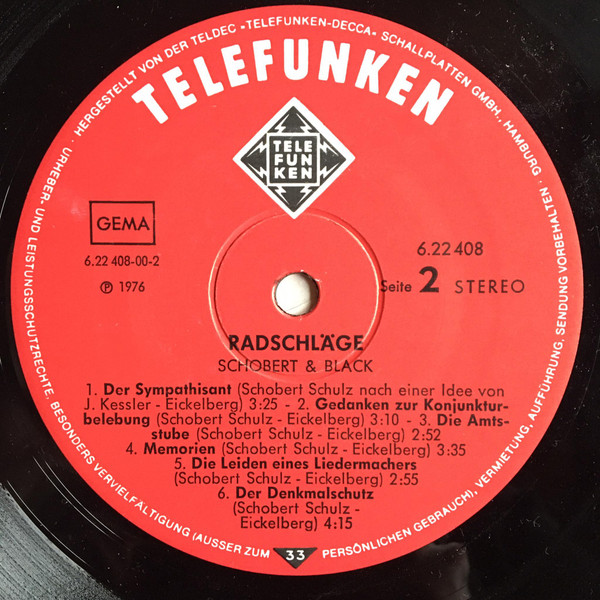 · HERGESTELLT VON DER TELDEC »TELEFUNKEN-DECCA« SCHALLPLATTEN GMBH., HAMBURG ·
TELEFUNKEN
TELE
FUN
KEN
GEMA
6.22 408-00-2
Ⓟ 1976
6.22 408
Seite 2 STEREO
RADSCHLÄGE
SCHOBERT & BLACK
1. Der Sympathisant (Schobert Schulz nach einer Idee von
J. Kessler - Eickelberg) 3:25 - 2. Gedanken zur Konjunktur-
belebung (Schobert Schulz - Eickelberg) 3:10 - 3. Die Amts-
stube (Schobert Schulz - Eickelberg) 2:52
4. Memorien (Schobert Schulz - Eickelberg) 3:35
5. Die Leiden eines Liedermachers
(Schobert Schulz - Eickelberg) 2:55
6. Der Denkmalschutz
(Schobert Schulz -
Eickelberg) 4:15
URHEBER- UND LEISTUNGSSCHUTZRECHTE, BESONDERS VERVIELFÄLTIGUNG (AUSSER ZUM PERSÖNLICHEN GEBRAUCH), VERMIETUNG, AUFFÜHRUNG, SENDUNG VORBEHALTEN ·
33